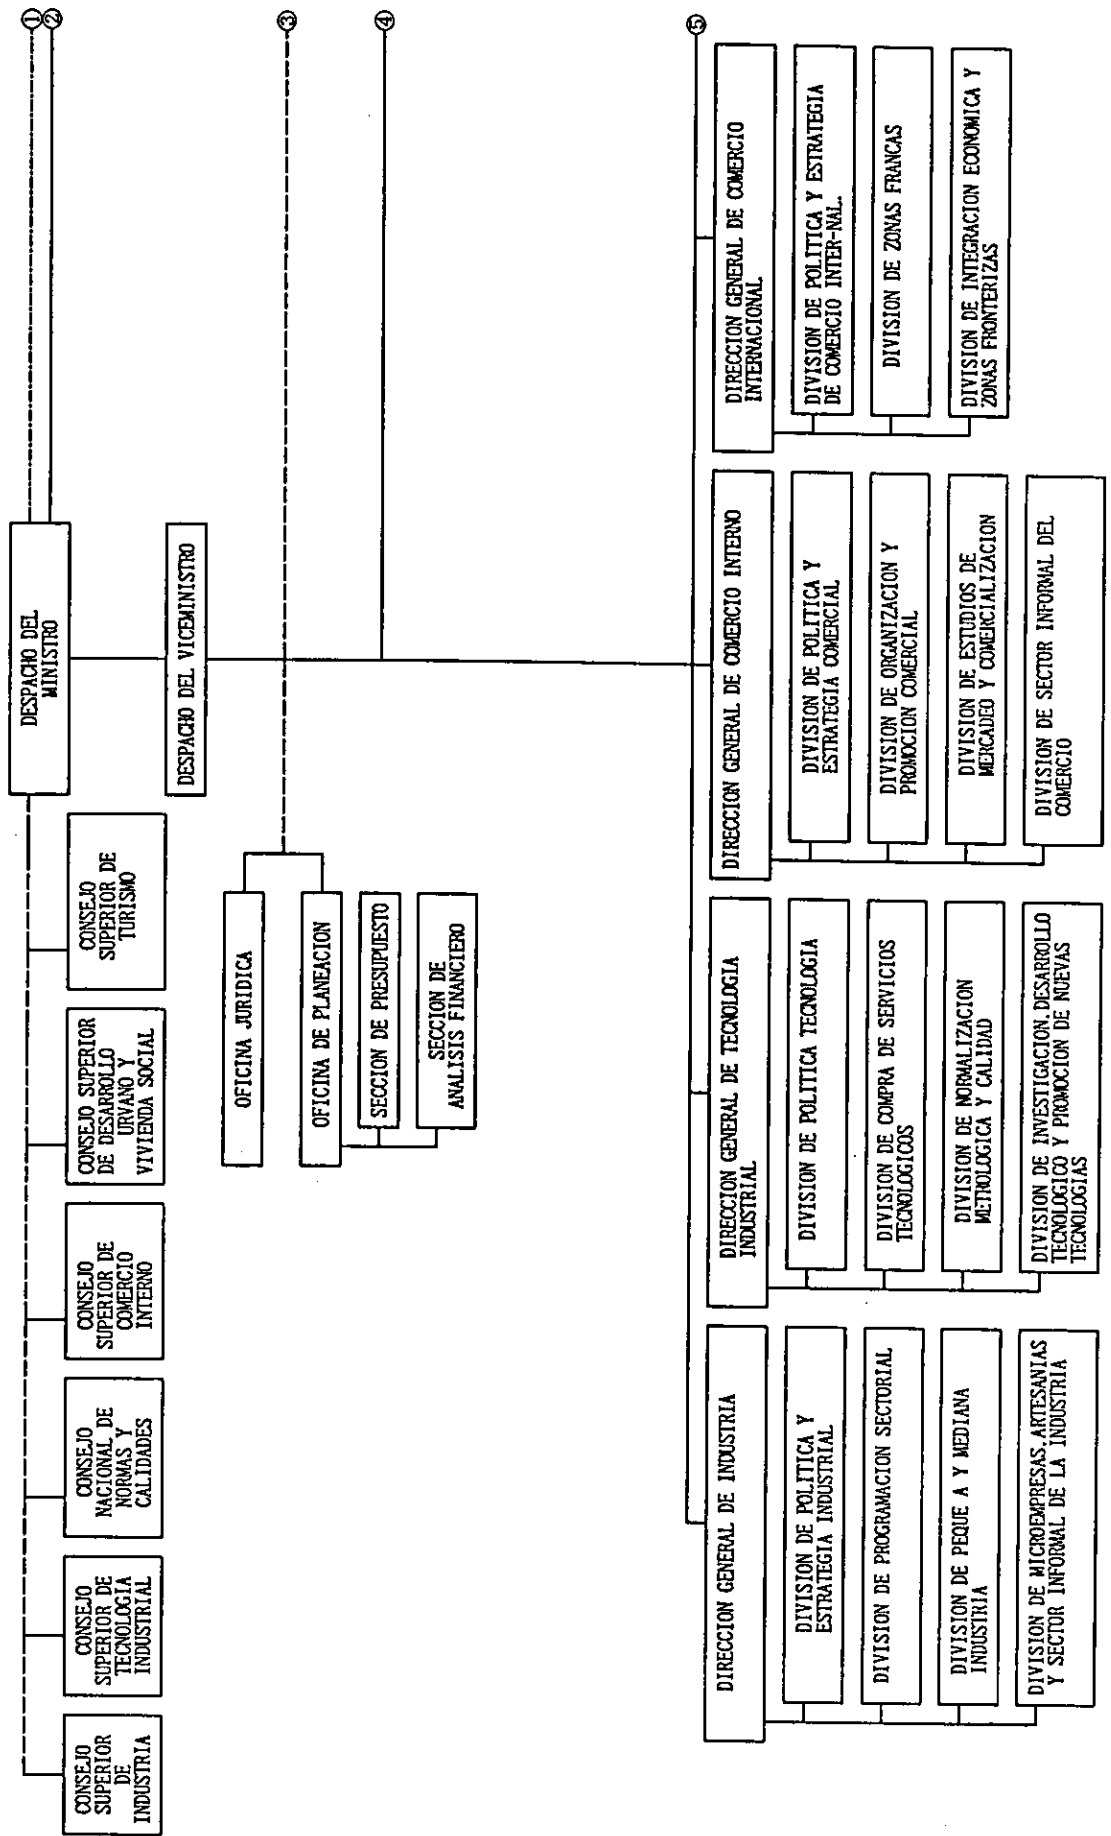 ①
②
③
④
⑤
DESPACHO DEL
MINISTRO
DESPACHO DEL VICEMINISTRO
CONSEJO
SUPERIOR
DE
INDUSTRIA
CONSEJO
SUPERIOR DE
TECNOLOGIA
INDUSTRIAL
CONSEJO
NACIONAL DE
NORMAS Y
CALIDADES
CONSEJO
SUPERIOR DE
COMERCIO
INTERNO
CONSEJO SUPERIOR
DE DESARROLLO
URVANO Y
VIVIENDA SOCIAL
CONSEJO
SUPERIOR DE
TURISMO
OFICINA JURIDICA
OFICINA DE PLANEACION
SECCION DE PRESUPUESTO
SECCION DE
ANALISIS FINANCIERO
DIRECCION GENERAL DE INDUSTRIA
DIVISION DE POLITICA Y
ESTRATEGIA INDUSTRIAL
DIVISION DE PROGRAMACION SECTORIAL
DIVISION DE PEQUE A Y MEDIANA
INDUSTRIA
DIVISION DE MICROEMPRESAS, ARTESANIAS
Y SECTOR INFORMAL DE LA INDUSTRIA
DIRECCION GENERAL DE TECNOLOGIA
INDUSTRIAL
DIVISION DE POLITICA TECNOLOGIA
DIVISION DE COMPRA DE SERVICIOS
TECNOLOGICOS
DIVISION DE NORMALIZACION
METROLOGICA Y CALIDAD
DIVISION DE INVESTIGACION, DESARROLLO
TECNOLOGICO Y PROMOCION DE NUEVAS
TECNOLOGIAS
DIRECCION GENERAL DE COMERCIO INTERNO
DIVISION DE POLITICA Y
ESTRATEGIA COMERCIAL
DIVISION DE ORGANIZACION Y
PROMOCION COMERCIAL
DIVISION DE ESTUDIOS DE
MERCADEO Y COMERCIALIZACION
DIVISION DE SECTOR INFORMAL DEL
COMERCIO
DIRECCION GENERAL DE COMERCIO
INTERNACIONAL
DIVISION DE POLITICA Y ESTRATEGIA
DE COMERCIO INTER-NAL.
DIVISION DE ZONAS FRANCAS
DIVISION DE INTEGRACION ECONOMICA Y
ZONAS FRONTERIZAS